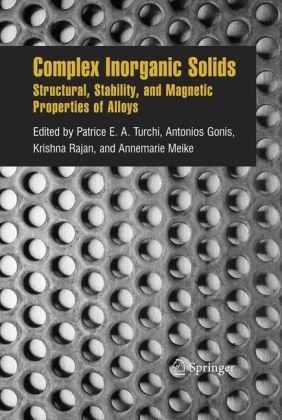 Complex Inorganic Solids
Structural, Stability, and Magnetic
Properties of Alloys
Edited by Patrice E. A. Turchi, Antonios Gonis,
Krishna Rajan, and Annemarie Meike
Springer